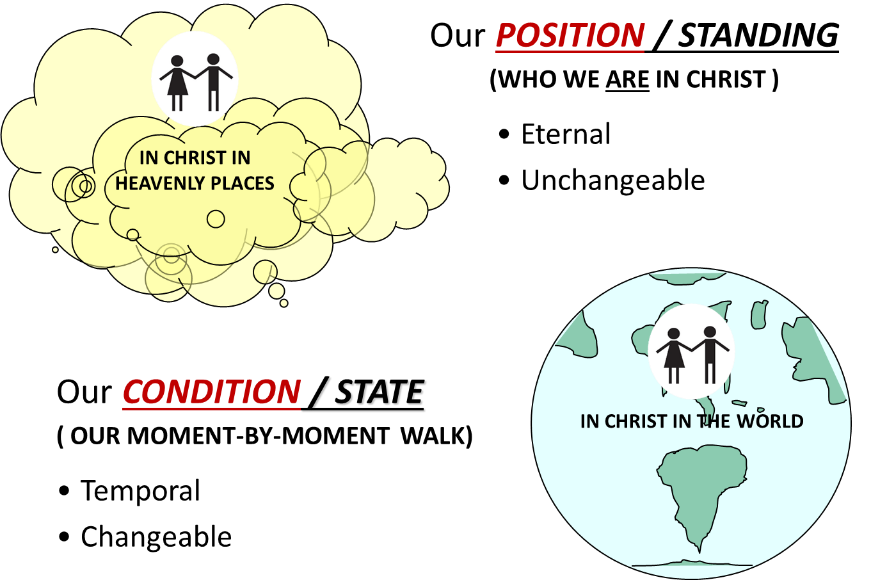 Our POSITION / STANDING
(WHO WE ARE IN CHRIST )
• Eternal
• Unchangeable
IN CHRIST IN
HEAVENLY PLACES
Our CONDITION / STATE
( OUR MOMENT-BY-MOMENT WALK)
• Temporal
• Changeable
IN CHRIST IN THE WORLD